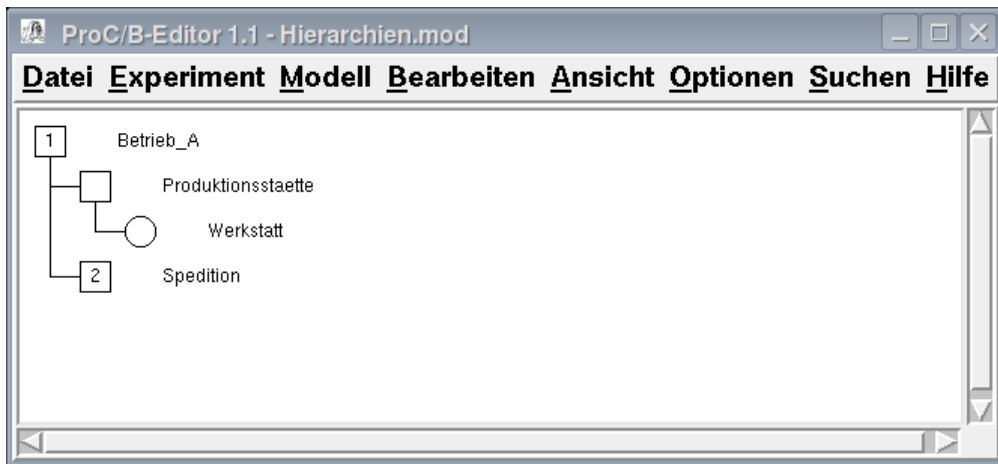 ProC/B-Editor 1.1 - Hierarchien.mod
Datei Experiment Modell Bearbeiten Ansicht Optionen Suchen Hilfe
1 Betrieb_A
Produktionsstaette
Werkstatt
2 Spedition